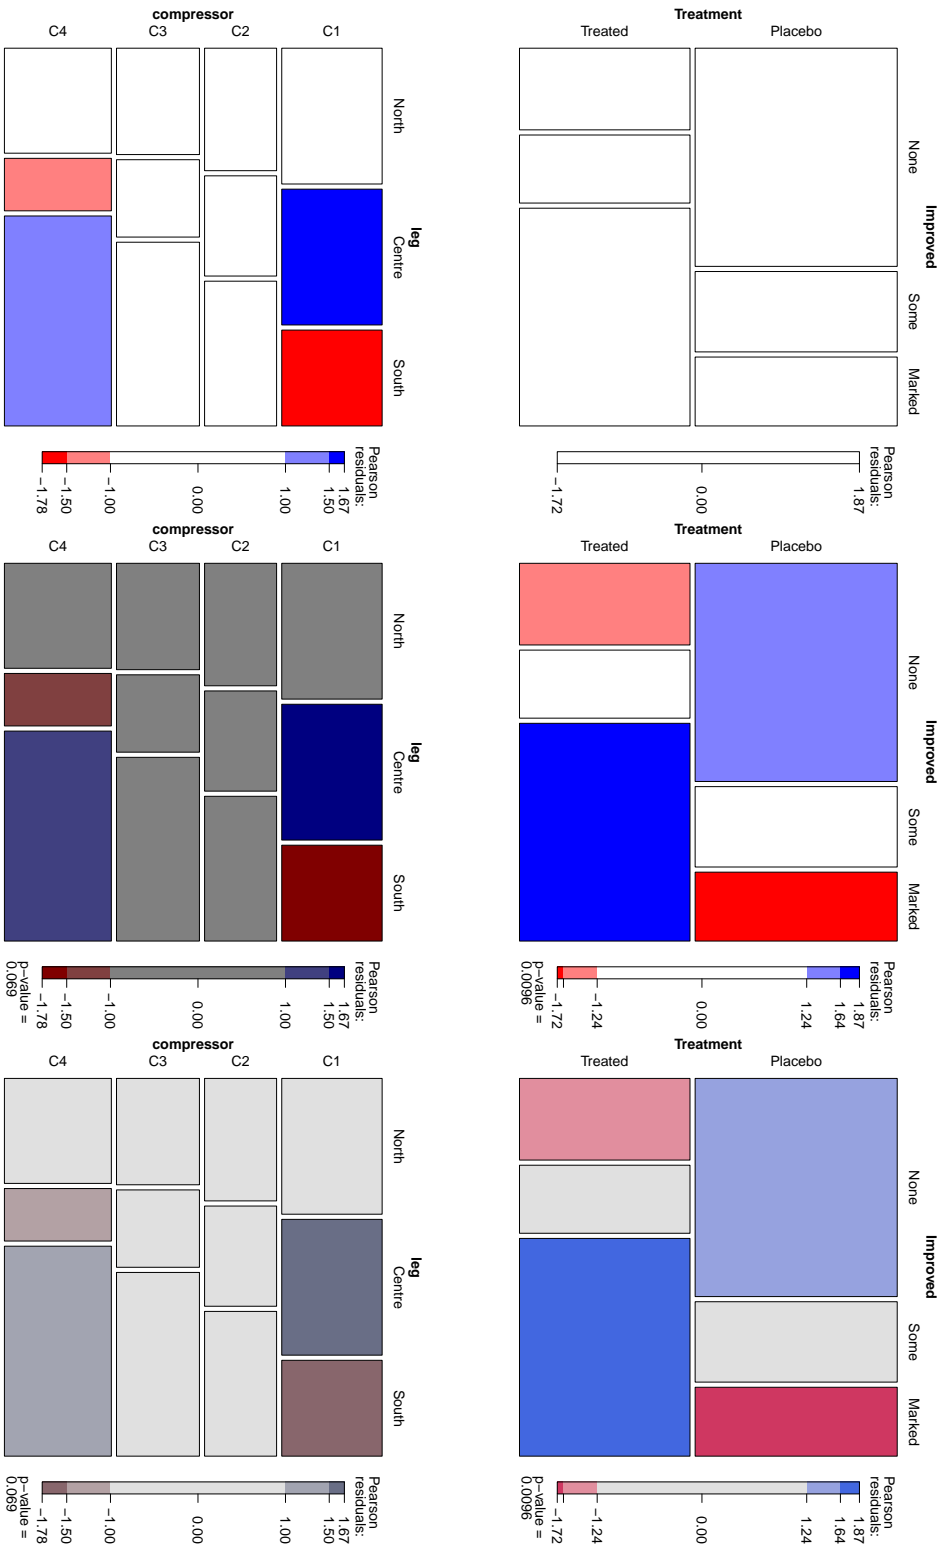 Improved
None Some Marked
Treatment
Placebo
Treated
Pearson
residuals:
1.87
0.00
−1.72
Improved
None Some Marked
Treatment
Placebo
Treated
Pearson
residuals:
1.87
1.64
1.24
0.00
−1.24
−1.72
p−value =
0.0096
Improved
None Some Marked
Treatment
Placebo
Treated
Pearson
residuals:
1.87
1.64
1.24
0.00
−1.24
−1.72
p−value =
0.0096
leg
North Centre South
compressor
C1
C2
C3
C4
Pearson
residuals:
1.67
1.50
1.00
0.00
−1.00
−1.50
−1.78
leg
North Centre South
compressor
C1
C2
C3
C4
Pearson
residuals:
1.67
1.50
1.00
0.00
−1.00
−1.50
−1.78
p−value =
0.069
leg
North Centre South
compressor
C1
C2
C3
C4
Pearson
residuals:
1.67
1.50
1.00
0.00
−1.00
−1.50
−1.78
p−value =
0.069